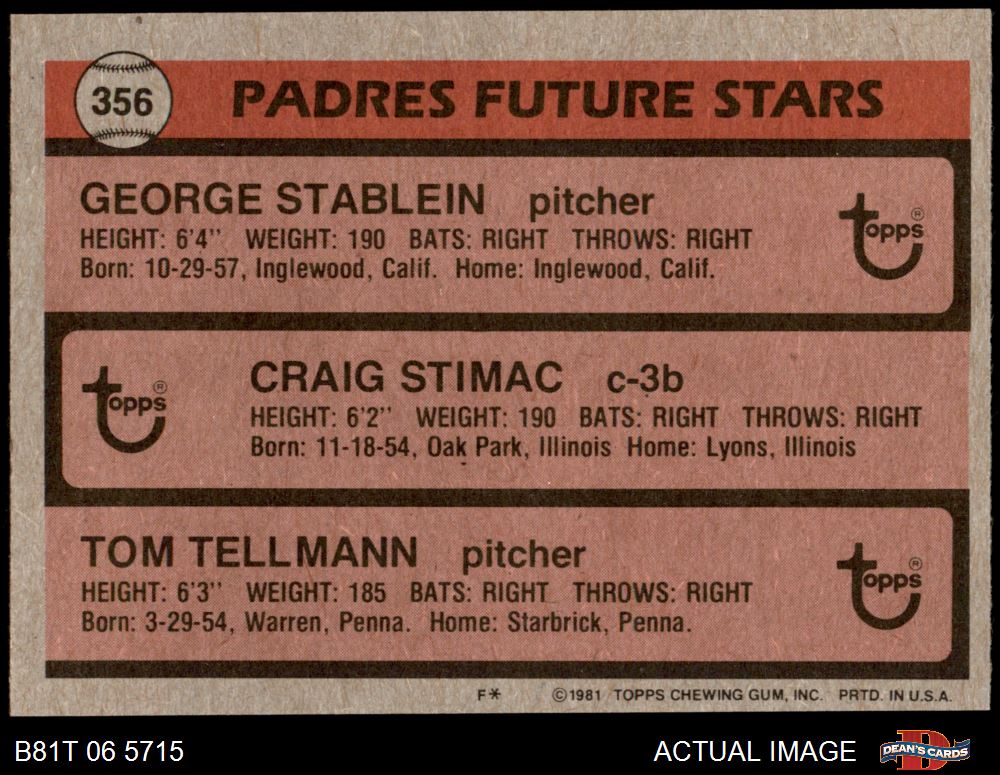 356 PADRES FUTURE STARS
GEORGE STABLEIN pitcher
HEIGHT: 6'4'' WEIGHT: 190 BATS: RIGHT THROWS: RIGHT
Born: 10-29-57, Inglewood, Calif. Home: Inglewood, Calif.
topps®
CRAIG STIMAC c-3b
HEIGHT: 6'2'' WEIGHT: 190 BATS: RIGHT THROWS: RIGHT
Born: 11-18-54, Oak Park, Illinois Home: Lyons, Illinois
topps®
TOM TELLMANN pitcher
HEIGHT: 6'3'' WEIGHT: 185 BATS: RIGHT THROWS: RIGHT
Born: 3-29-54, Warren, Penna. Home: Starbrick, Penna.
topps®
F* ©1981 TOPPS CHEWING GUM, INC. PRTD. IN U.S.A.
B81T 06 5715 ACTUAL IMAGE DEAN'S CARDS